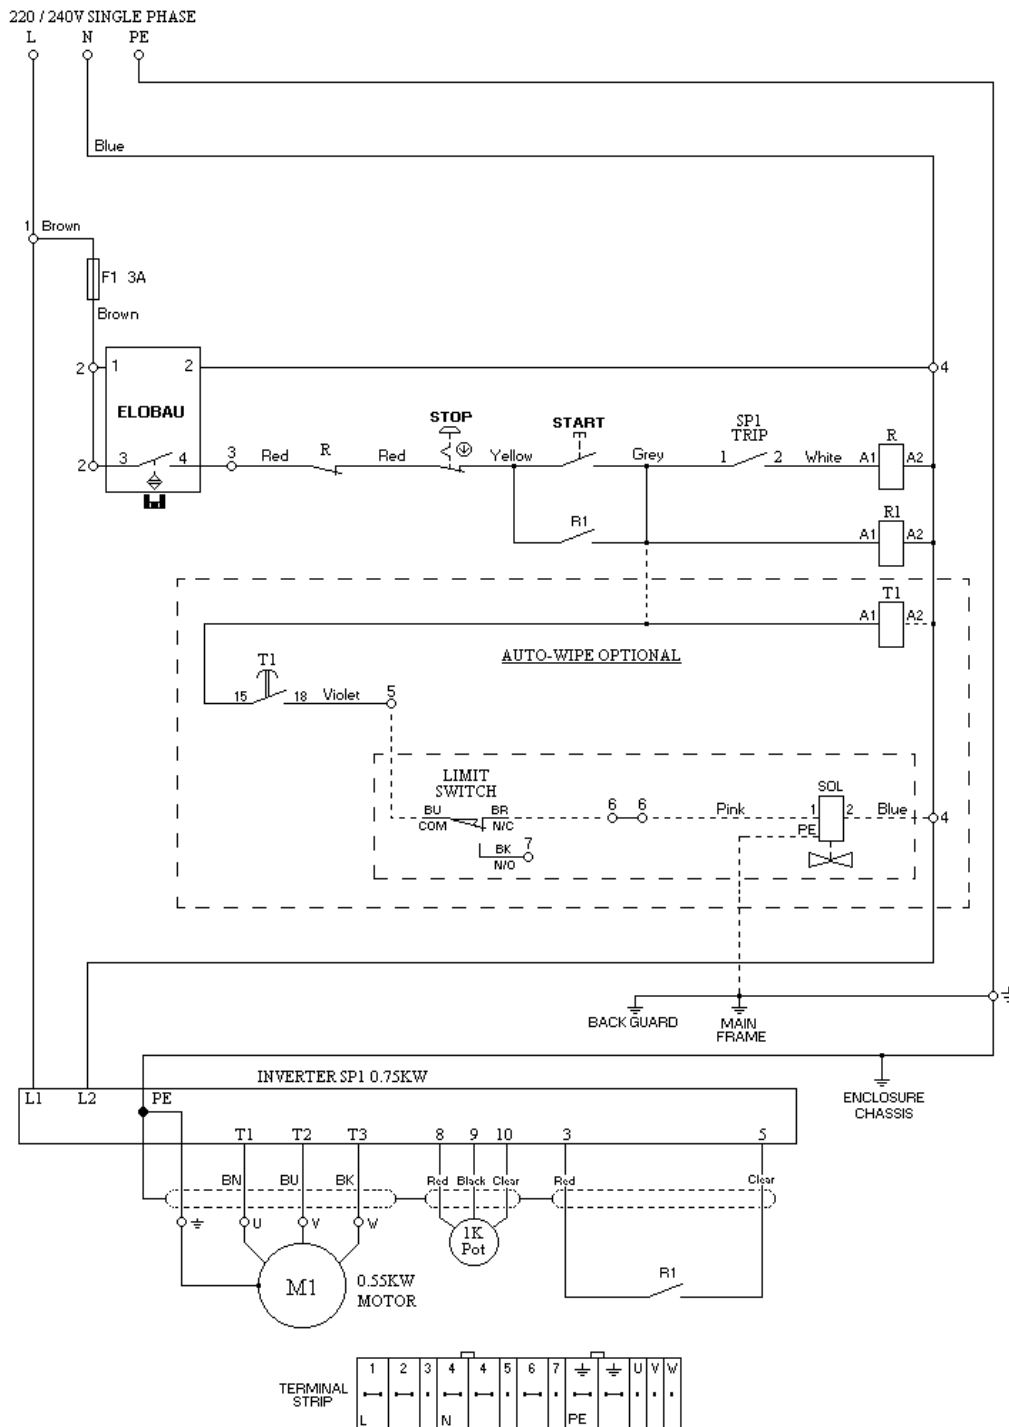 220 / 240V SINGLE PHASE
L N PE
Blue
1 Brown
F1 3A
Brown
2 1 2 4
ELOBAU
STOP
START
SP1
TRIP
R
2 3 4 3 Red R Red Yellow Grey 1 2 White A1 A2
R1
R1
A1 A2
T1
A1 A2
AUTO-WIPE OPTIONAL
T1
15 18 Violet 5
LIMIT
SWITCH
SOL
BU BR 6 6 Pink 1 2 Blue 4
COM N/C
PE
BK 7
N/O
BACK GUARD
MAIN
FRAME
INVERTER SP1 0.75KW
ENCLOSURE
CHASSIS
L1 L2 PE
T1 T2 T3 8 9 10 3 5
BN BU BK Red Black Clear Red Clear
U V W
1K
Pot
M1
0.55KW
MOTOR
R1
TERMINAL
STRIP
1 2 3 4 4 5 6 7 U V W
L N PE